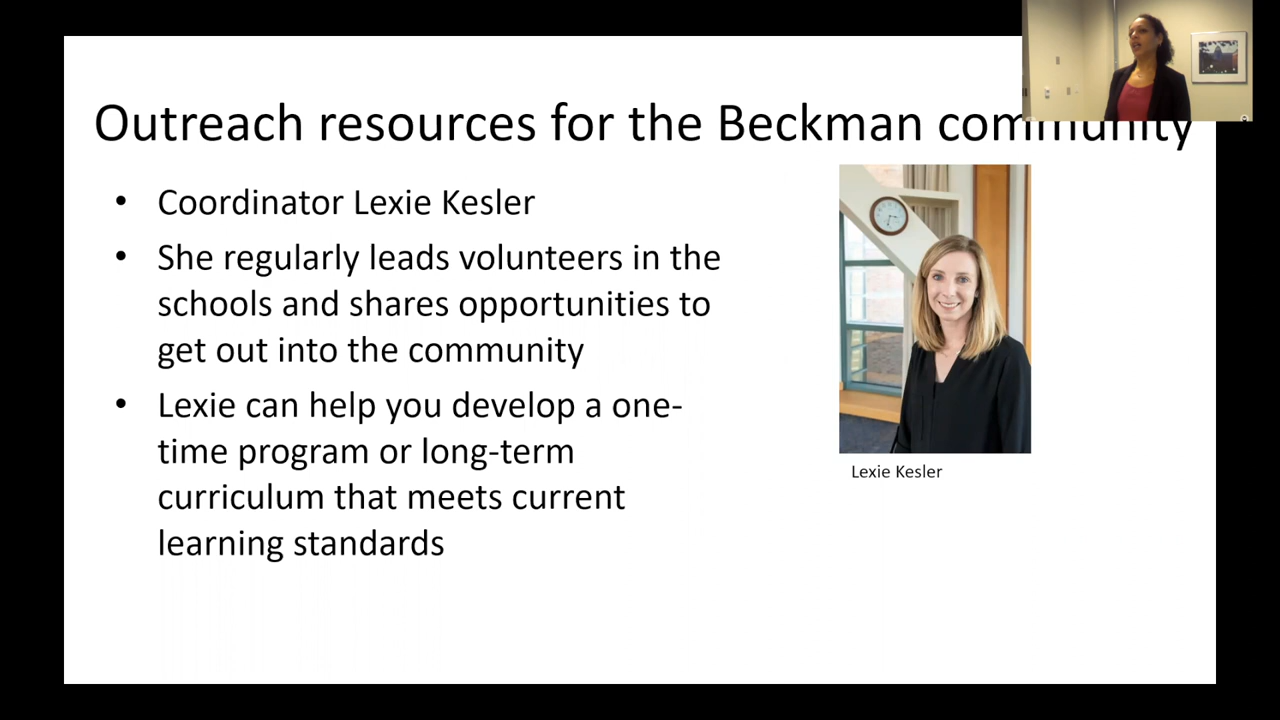 Outreach resources for the Beckman community
• Coordinator Lexie Kesler
• She regularly leads volunteers in the
schools and shares opportunities to
get out into the community
• Lexie can help you develop a one-
time program or long-term
curriculum that meets current
learning standards
Lexie Kesler